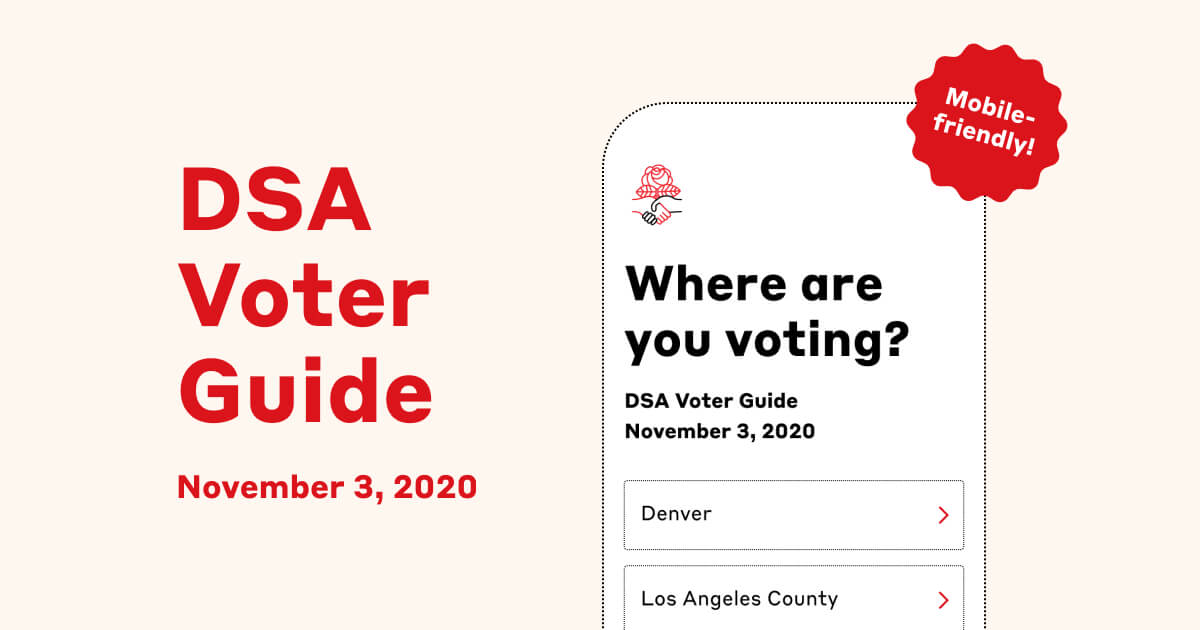 DSA
Voter
Guide
November 3, 2020
Mobile-
friendly!
Where are
you voting?
DSA Voter Guide
November 3, 2020
Denver
Los Angeles County